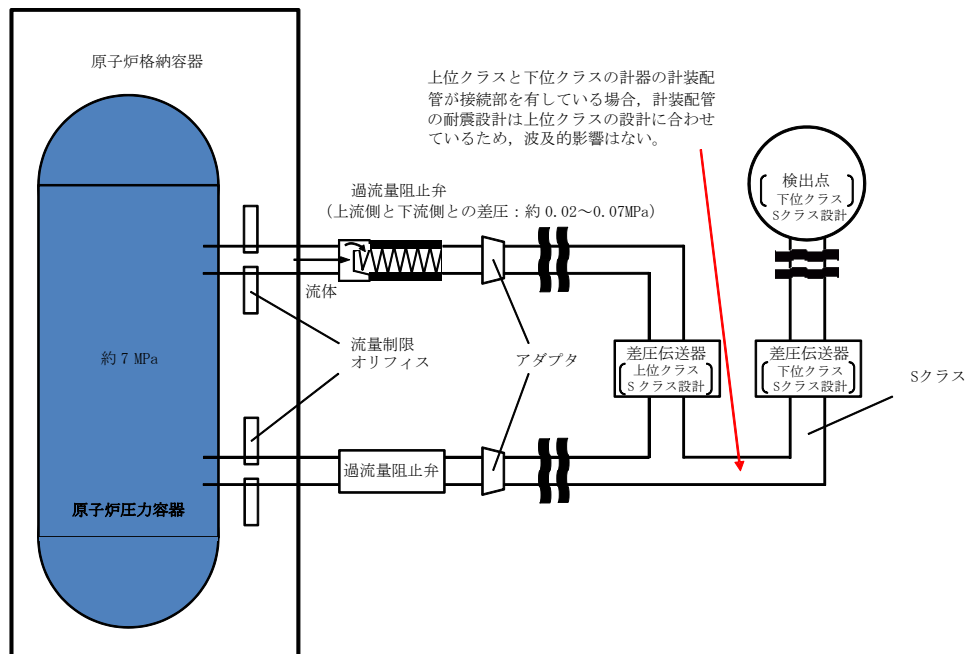 原子炉格納容器
上位クラスと下位クラスの計器の計装配
管が接続部を有している場合，計装配管
の耐震設計は上位クラスの設計に合わせ
ているため，波及的影響はない。
過流量阻止弁
（上流側と下流側との差圧：約 0.02～0.07MPa）
検出点
下位クラス
Sクラス設計
流体
流量制限
オリフィス
アダプタ
約 7 MPa
差圧伝送器
上位クラス
S クラス設計
差圧伝送器
下位クラス
Sクラス設計
Sクラス
過流量阻止弁
原子炉圧力容器